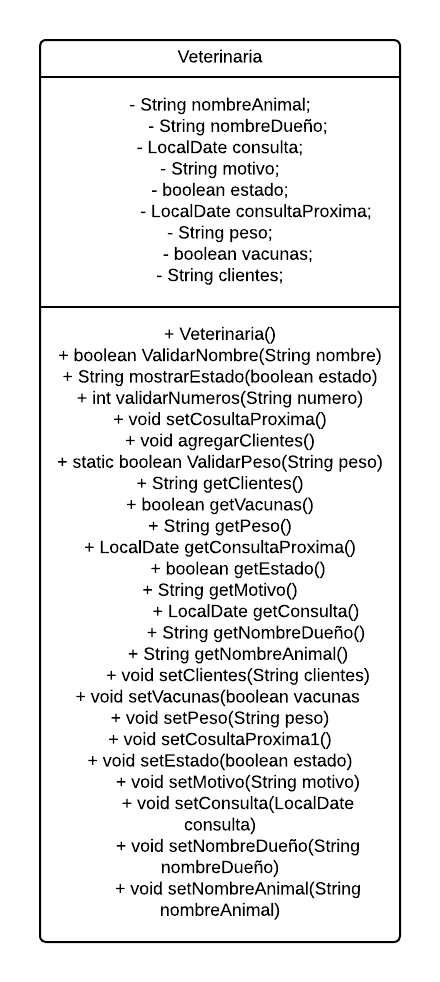 Veterinaria
- String nombreAnimal;
- String nombreDueño;
- LocalDate consulta;
- String motivo;
- boolean estado;
- LocalDate consultaProxima;
- String peso;
- boolean vacunas;
- String clientes;
+ Veterinaria()
+ boolean ValidarNombre(String nombre)
+ String mostrarEstado(boolean estado)
+ int validarNumeros(String numero)
+ void setCosultaProxima()
+ void agregarClientes()
+ static boolean ValidarPeso(String peso)
+ String getClientes()
+ boolean getVacunas()
+ String getPeso()
+ LocalDate getConsultaProxima()
+ boolean getEstado()
+ String getMotivo()
+ LocalDate getConsulta()
+ String getNombreDueño()
+ String getNombreAnimal()
+ void setClientes(String clientes)
+ void setVacunas(boolean vacunas
+ void setPeso(String peso)
+ void setCosultaProxima1()
+ void setEstado(boolean estado)
+ void setMotivo(String motivo)
+ void setConsulta(LocalDate
consulta)
+ void setNombreDueño(String
nombreDueño)
+ void setNombreAnimal(String
nombreAnimal)